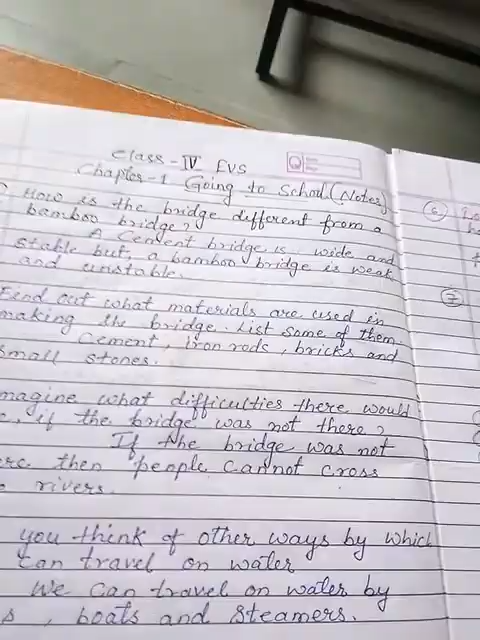 Class - IV EVS
Chapter-1 Going to School (Notes)
How is the bridge different from a
bamboo bridge?
A Cement bridge is wide and
stable but, a bamboo bridge is weak
and unstable.
Find out what materials are used in
making the bridge. List some of them.
Cement, iron rods, bricks and
small stones.
magine what difficulties there would
e, if the bridge was not there?
If the bridge was not
ere then people cannot cross
rivers.
you think of other ways by which
can travel on water
We can travel on water by
s, boats and steamers.
6
7